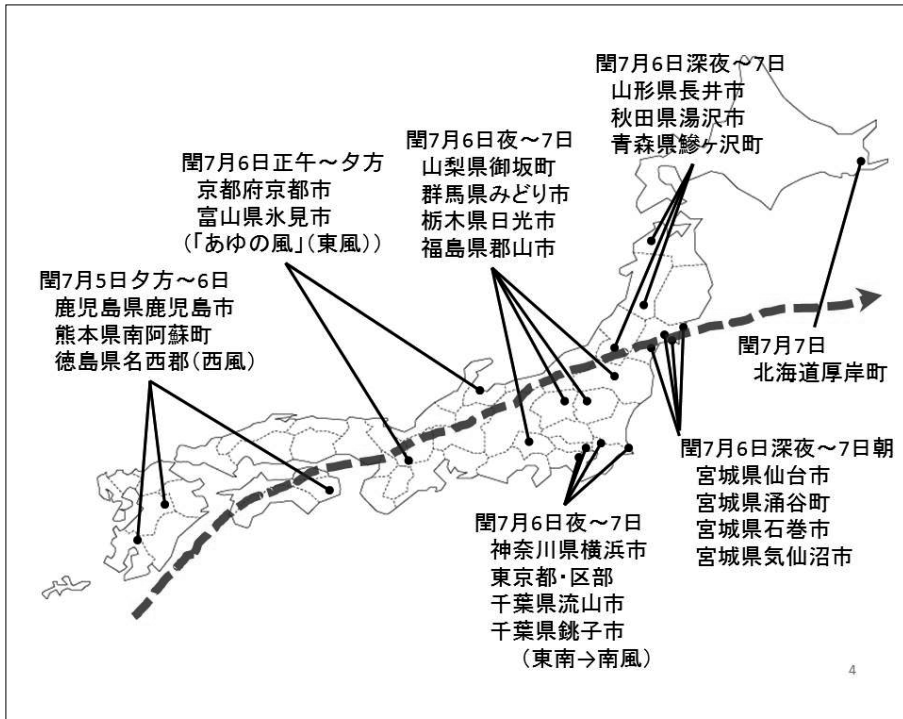 閏7月6日深夜～7日
山形県長井市
秋田県湯沢市
青森県鰺ヶ沢町
閏7月6日夜～7日
山梨県御坂町
群馬県みどり市
栃木県日光市
福島県郡山市
閏7月6日正午～夕方
京都府京都市
富山県氷見市
(「あゆの風」(東風))
閏7月5日夕方～6日
鹿児島県鹿児島市
熊本県南阿蘇町
徳島県名西郡(西風)
閏7月7日
北海道厚岸町
閏7月6日深夜～7日朝
宮城県仙台市
宮城県涌谷町
宮城県石巻市
宮城県気仙沼市
閏7月6日夜～7日
神奈川県横浜市
東京都・区部
千葉県流山市
千葉県銚子市
(東南→南風)
4